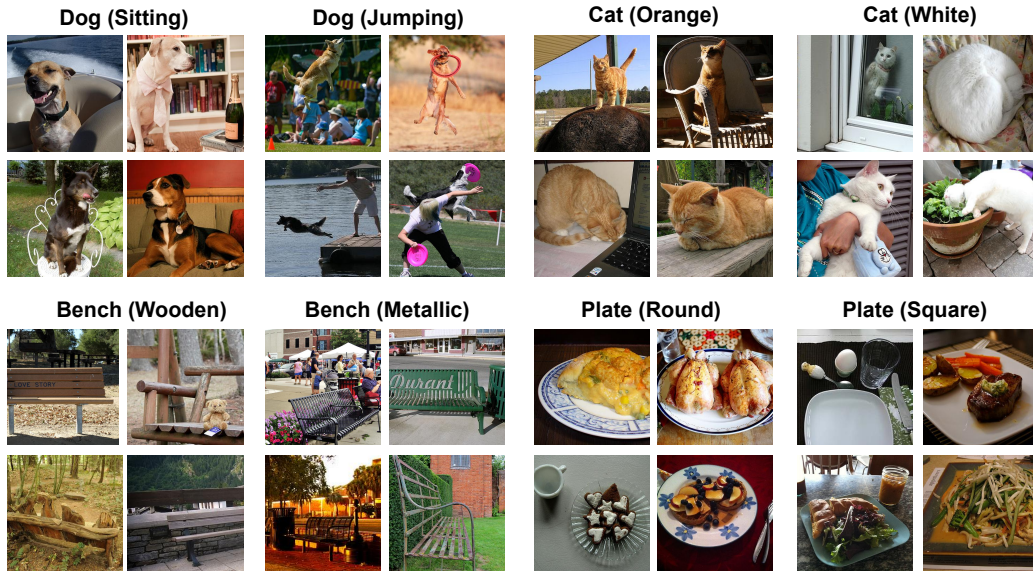 Dog (Sitting)
Dog (Jumping)
Cat (Orange)
Cat (White)
Bench (Wooden)
Bench (Metallic)
Plate (Round)
Plate (Square)
LOVE STORY
Durant